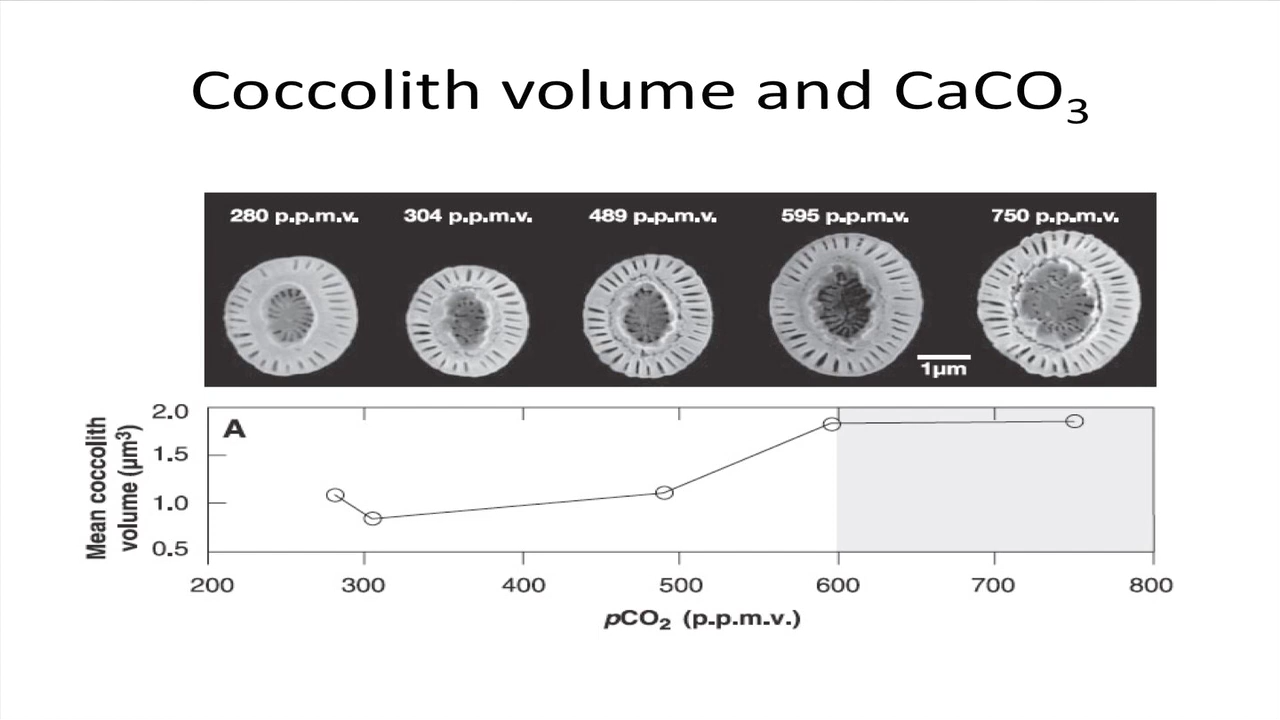 Coccolith volume and CaCO₃
280 p.p.m.v. 304 p.p.m.v. 489 p.p.m.v. 595 p.p.m.v. 750 p.p.m.v.
1µm
A
Mean coccolith
volume (µm³)
2.0
1.5
1.0
0.5
200 300 400 500 600 700 800
pCO₂ (p.p.m.v.)